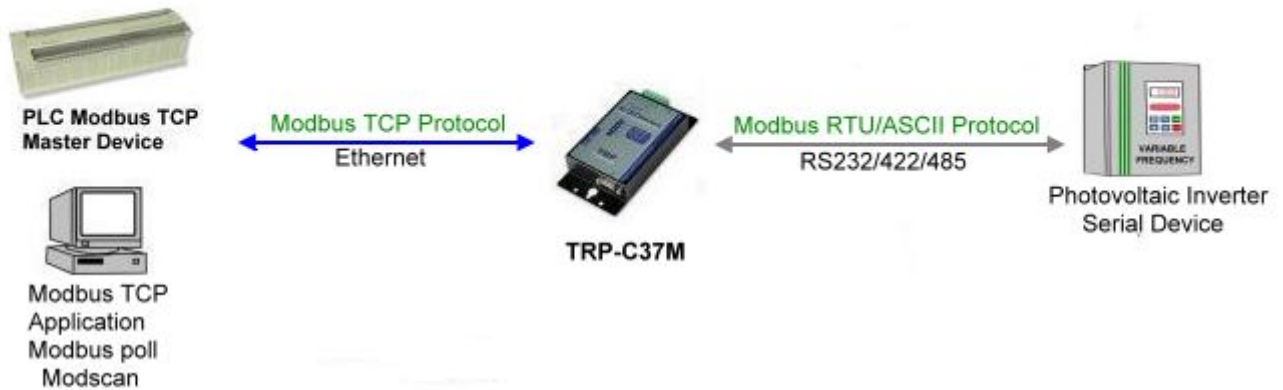 PLC Modbus TCP
Master Device
Modbus TCP Protocol
Ethernet
TRP-C37M
Modbus RTU/ASCII Protocol
RS232/422/485
VARIABLE
FREQUENCY
Photovoltaic Inverter
Serial Device
Modbus TCP
Application
Modbus poll
Modscan